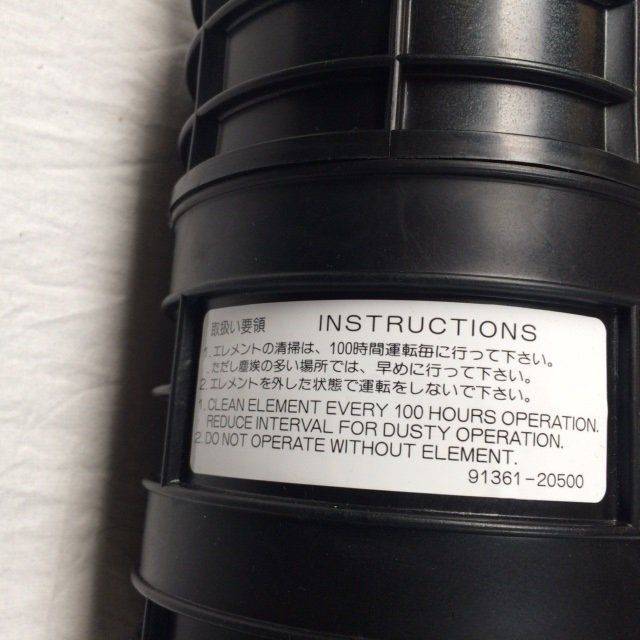 取扱い要領 INSTRUCTIONS
1. エレメントの清掃は、100時間運転毎に行って下さい。
ただし塵埃の多い場所では、早めに行って下さい。
2. エレメントを外した状態で運転をしないで下さい。
1. CLEAN ELEMENT EVERY 100 HOURS OPERATION.
REDUCE INTERVAL FOR DUSTY OPERATION.
2. DO NOT OPERATE WITHOUT ELEMENT.
91361-20500